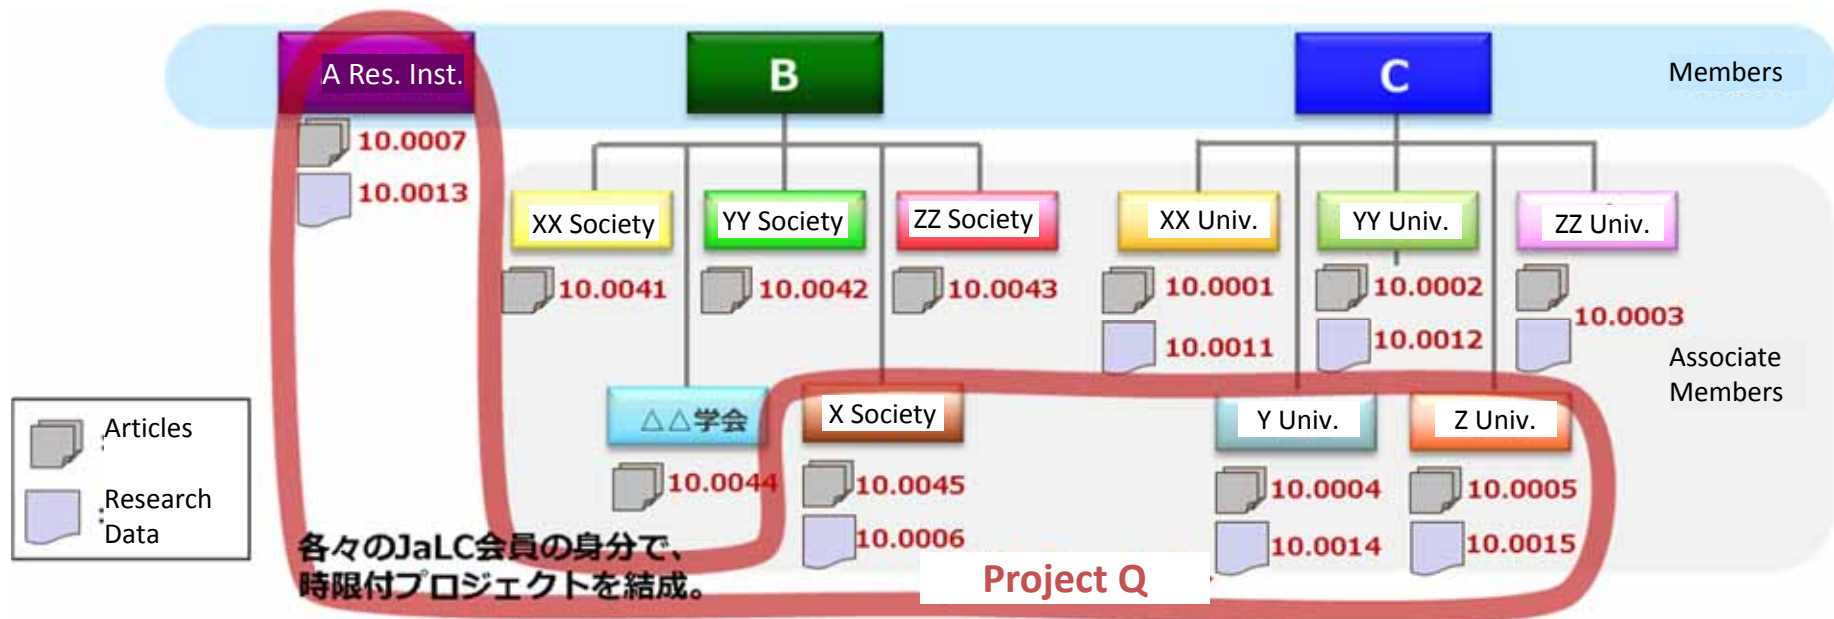 A Res. Inst.
B
C
Members
10.0007
10.0013
XX Society
YY Society
ZZ Society
XX Univ.
YY Univ.
ZZ Univ.
10.0041
10.0042
10.0043
10.0001
10.0011
10.0002
10.0012
10.0003
Associate
Members
△△学会
X Society
Y Univ.
Z Univ.
10.0044
10.0045
10.0006
10.0004
10.0014
10.0005
10.0015
Articles
:
Research
Data
:
各々のJaLC会員の身分で、
時限付プロジェクトを結成。
Project Q